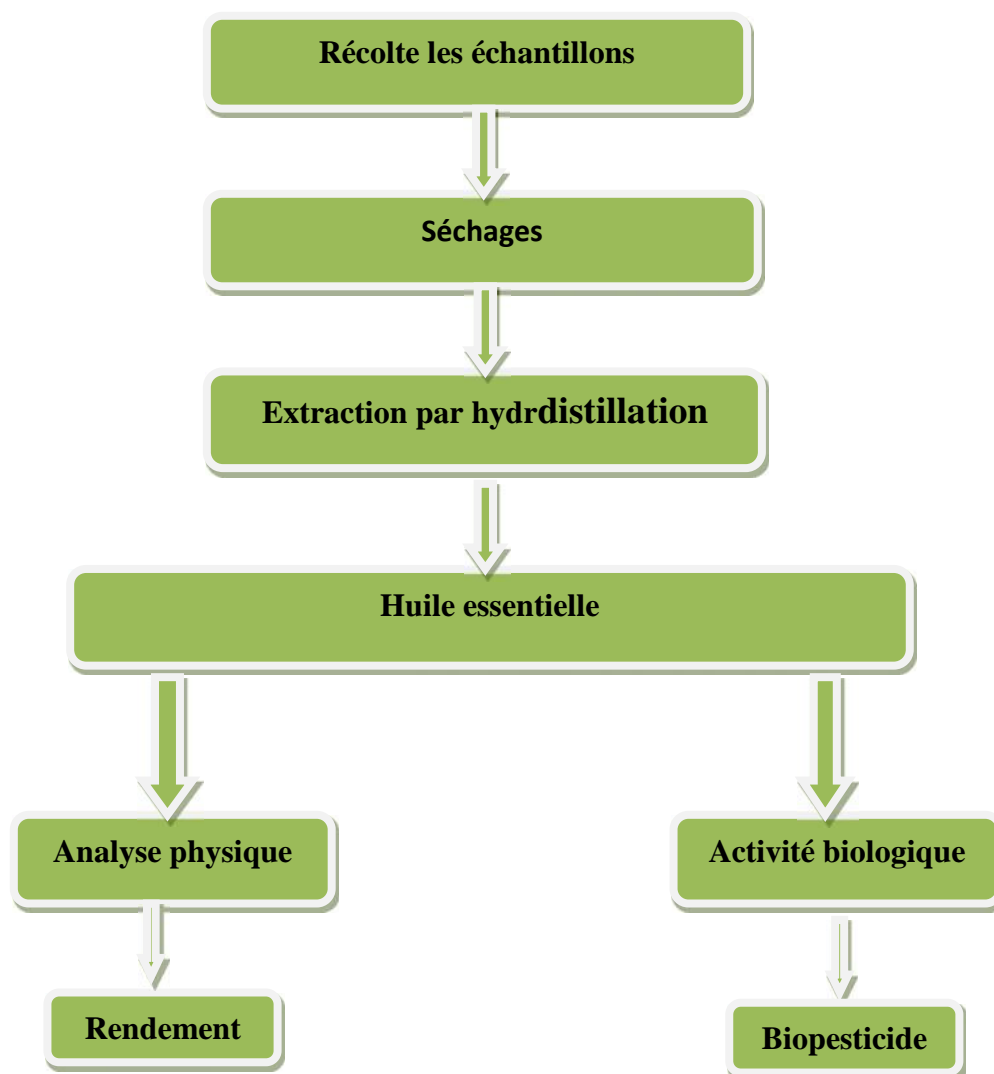 Récolte les échantillons
Séchages
Extraction par hydrdistillation
Huile essentielle
Analyse physique
Activité biologique
Rendement
Biopesticide